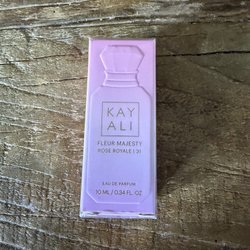 KAY
ALI
FLEUR MAJESTY
ROSE ROYALE | 31
EAU DE PARFUM
10 ML / 0.34 FL. OZ